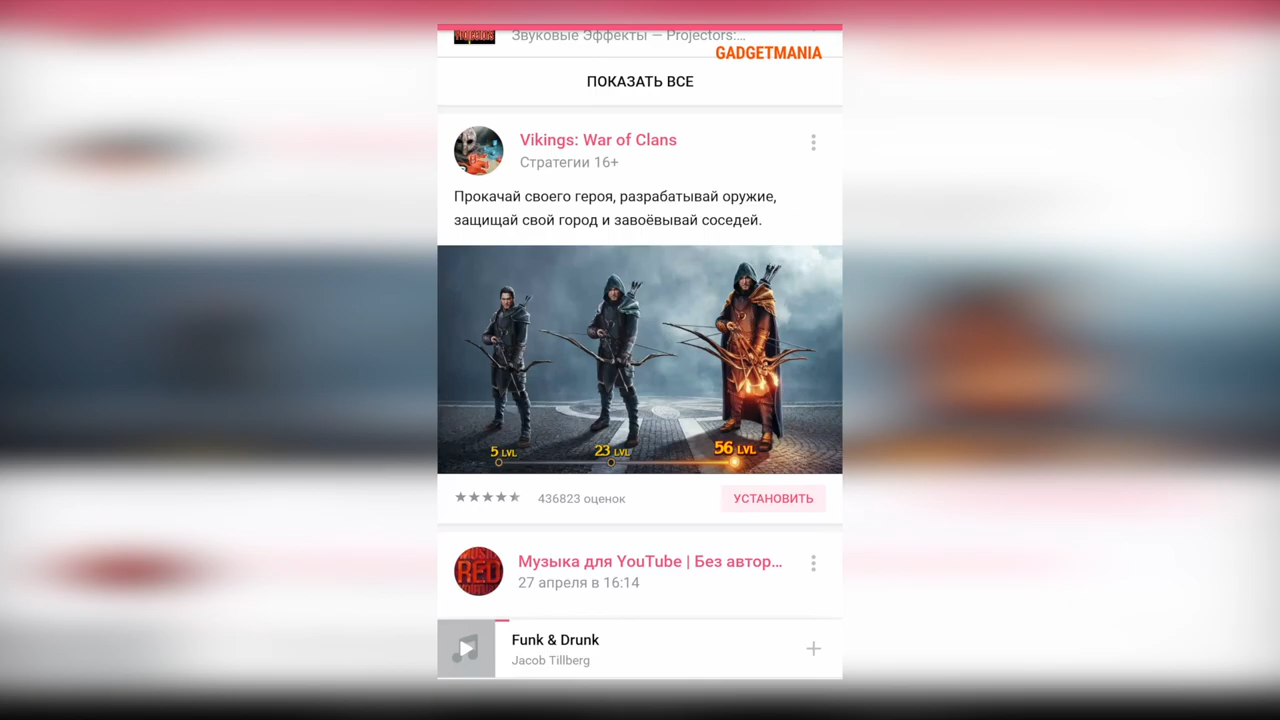 Звуковые Эффекты — Projectors:...
GADGETMANIA
ПОКАЗАТЬ ВСЕ
Vikings: War of Clans
Стратегии 16+
Прокачай своего героя, разрабатывай оружие,
защищай свой город и завоёвывай соседей.
5 LVL
23 LVL
56 LVL
436823 оценок
УСТАНОВИТЬ
RED
Музыка для YouTube | Без автор...
27 апреля в 16:14
Funk & Drunk
Jacob Tillberg